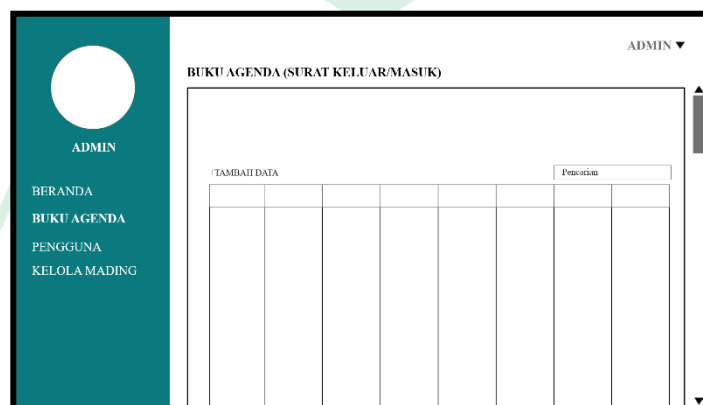 ADMIN ▼
BUKU AGENDA (SURAT KELUAR/MASUK)
ADMIN
BERANDA
BUKU AGENDA
PENGGUNA
KELOLA MADING
TAMBAH DATA
Pencarian